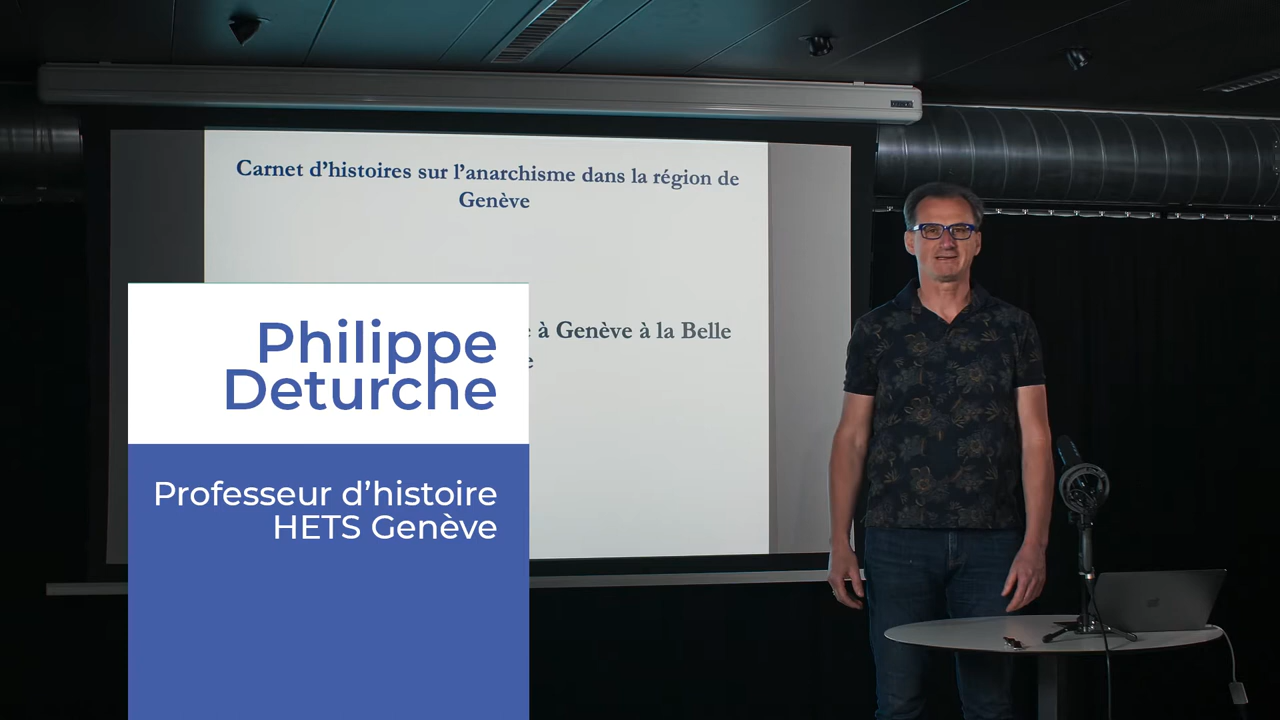 Carnet d’histoires sur l’anarchisme dans la région de
Genève
à Genève à la Belle
Philippe
Deturche
Professeur d’histoire
HETS Genève